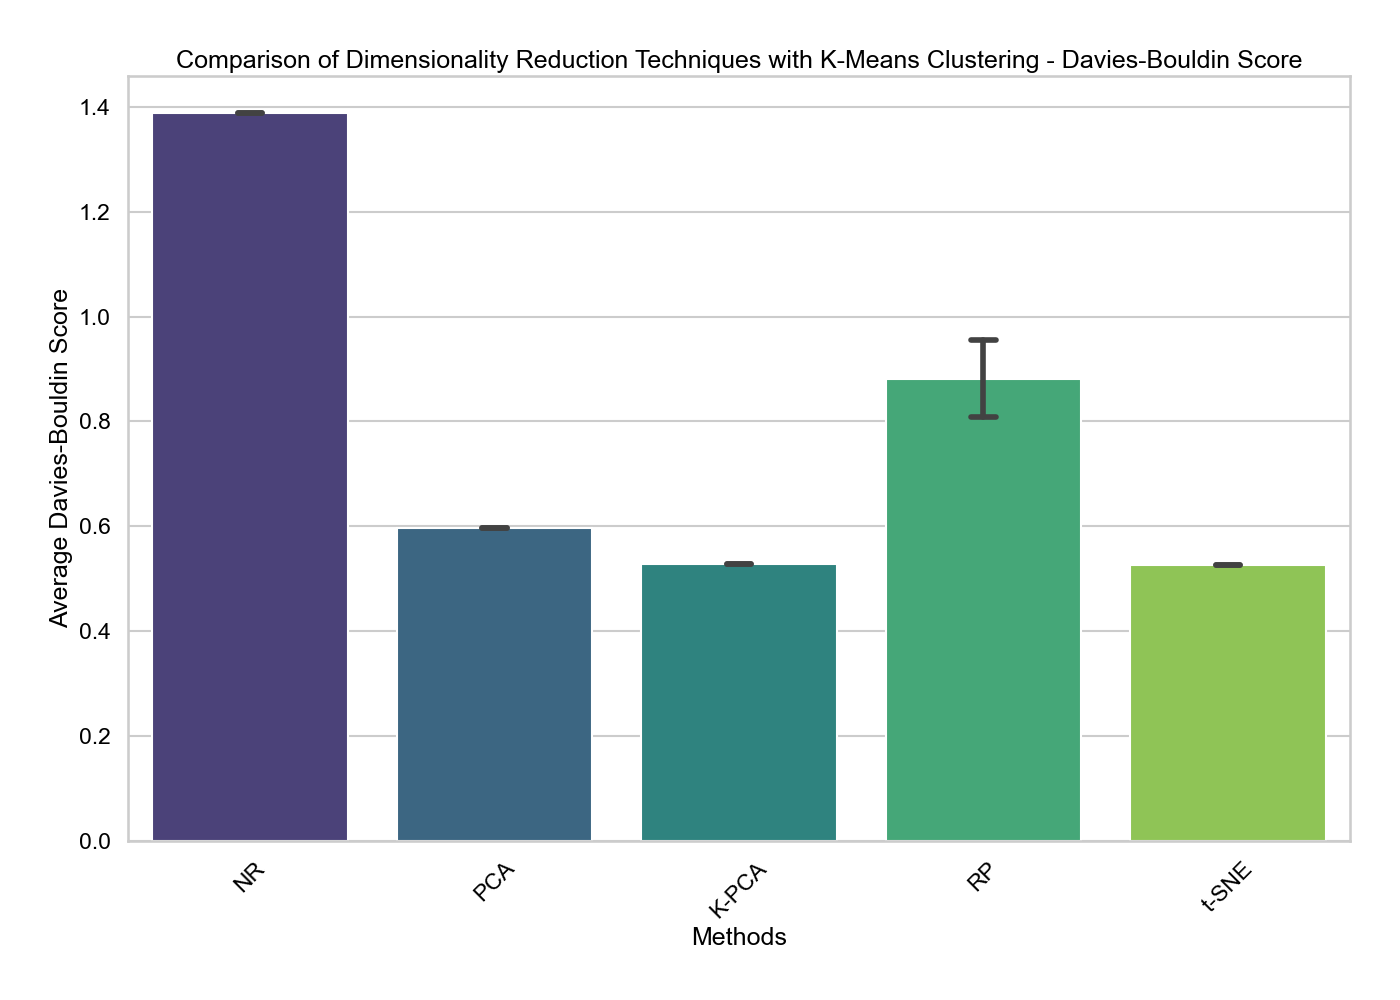 Comparison of Dimensionality Reduction Techniques with K-Means Clustering - Davies-Bouldin Score
Average Davies-Bouldin Score
1.4
1.2
1.0
0.8
0.6
0.4
0.2
0.0
NR
PCA
K-PCA
RP
t-SNE
Methods